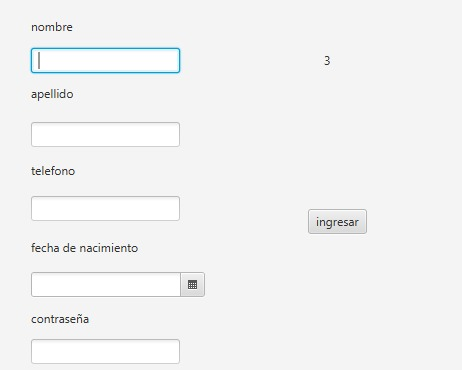 nombre
3
apellido
telefono
ingresar
fecha de nacimiento
contraseña